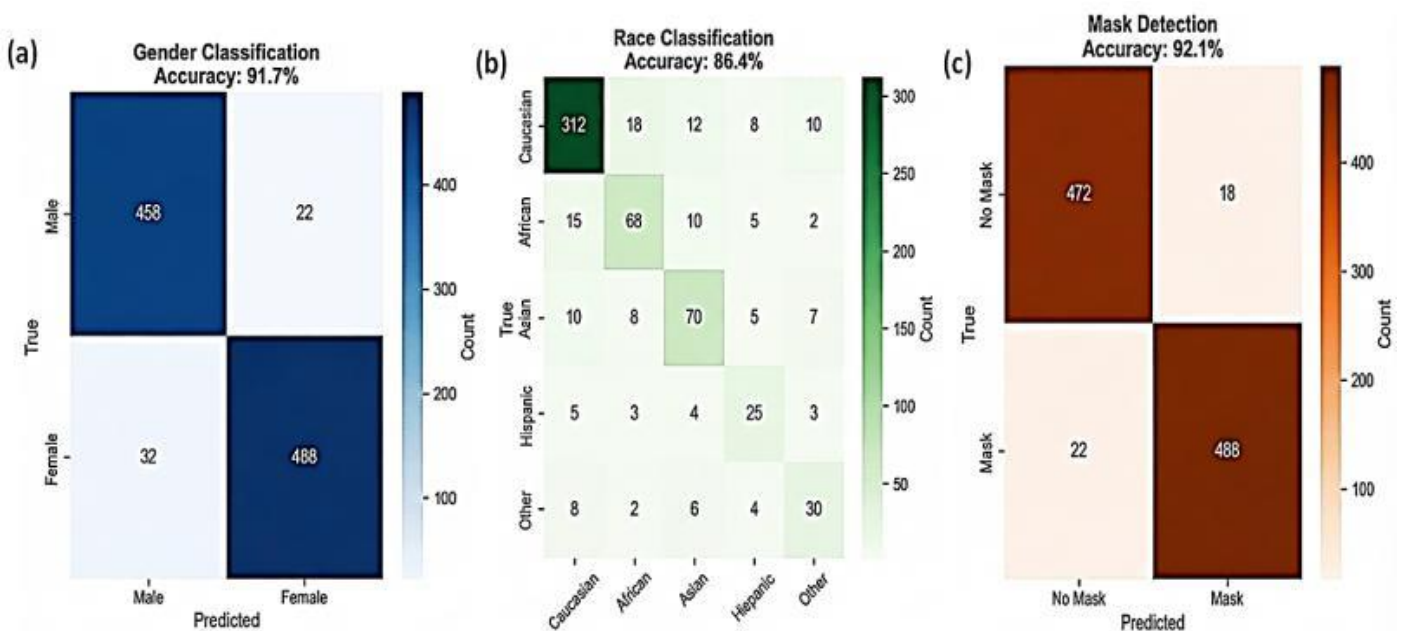 (a)
Gender Classification
Accuracy: 91.7%
Male
458
22
True
Female
32
488
Male
Female
Predicted
400
300
200
100
Count
(b)
Race Classification
Accuracy: 86.4%
Caucasian
312
18
12
8
10
African
15
68
10
5
2
True
Asian
10
8
70
5
7
Hispanic
5
3
4
25
3
Other
8
2
6
4
30
Caucasian
African
Asian
Hiepanic
Other
300
250
200
150
100
50
Count
(c)
Mask Detection
Accuracy: 92.1%
No Mask
472
18
True
Mask
22
488
No Mask
Mask
Predicted
400
300
200
100
Count